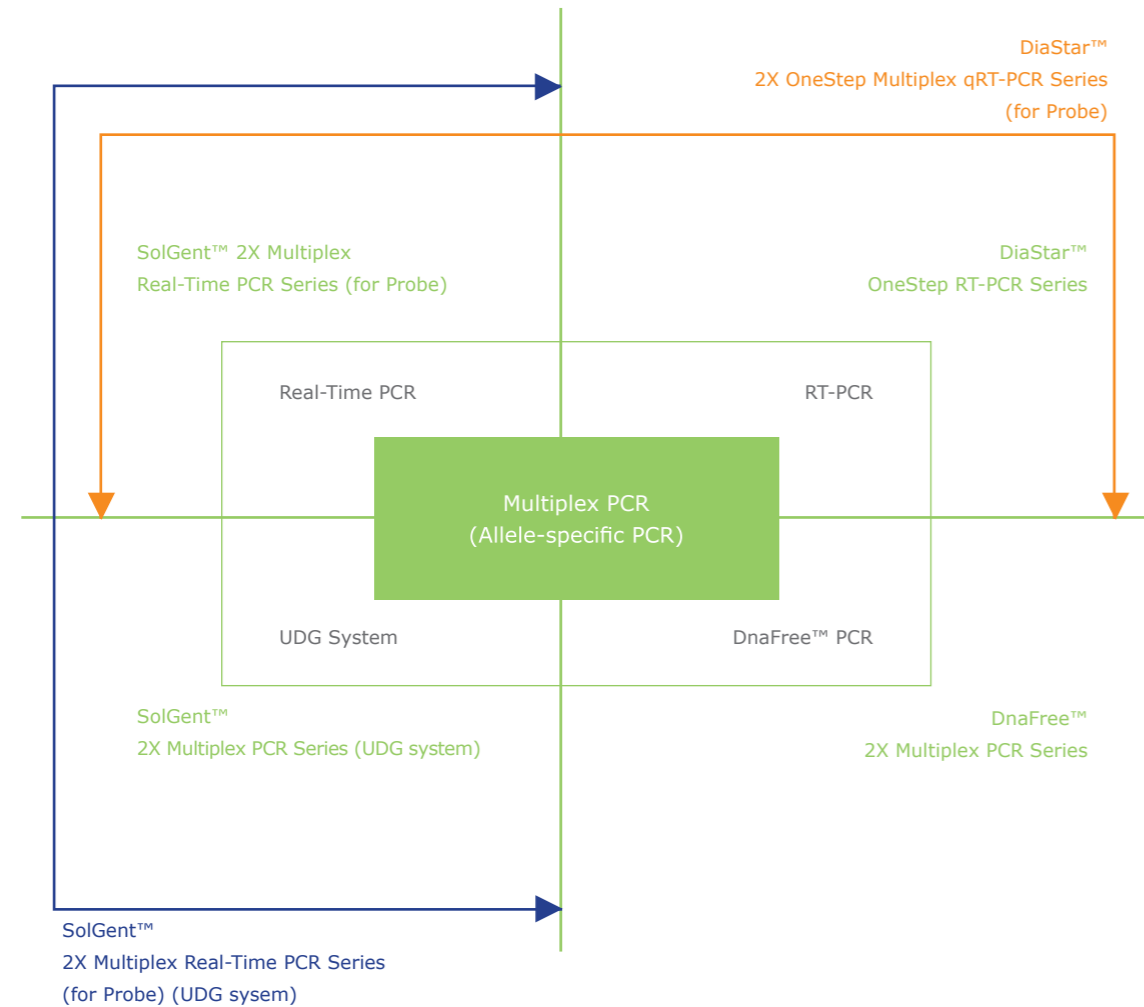 DiaStar™
2X OneStep Multiplex qRT-PCR Series
(for Probe)
SolGent™ 2X Multiplex
Real-Time PCR Series (for Probe)
DiaStar™
OneStep RT-PCR Series
Real-Time PCR
RT-PCR
Multiplex PCR
(Allele-specific PCR)
UDG System
DnaFree™ PCR
SolGent™
2X Multiplex PCR Series (UDG system)
DnaFree™
2X Multiplex PCR Series
SolGent™
2X Multiplex Real-Time PCR Series
(for Probe) (UDG sysem)